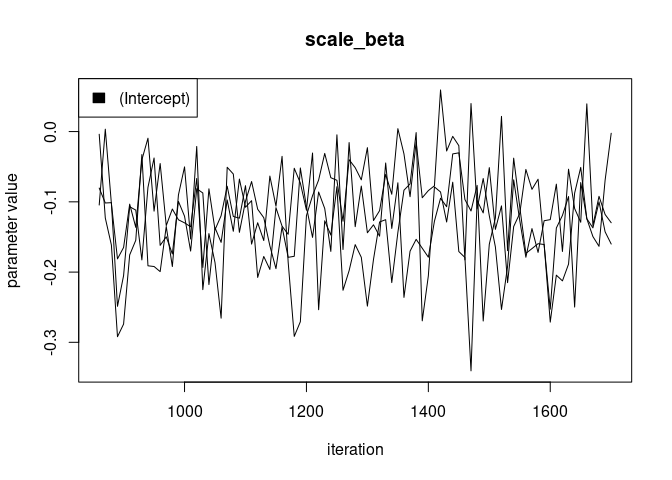 scale_beta
(Intercept)
parameter value
0.0
-0.1
-0.2
-0.3
1000 1200 1400 1600
iteration